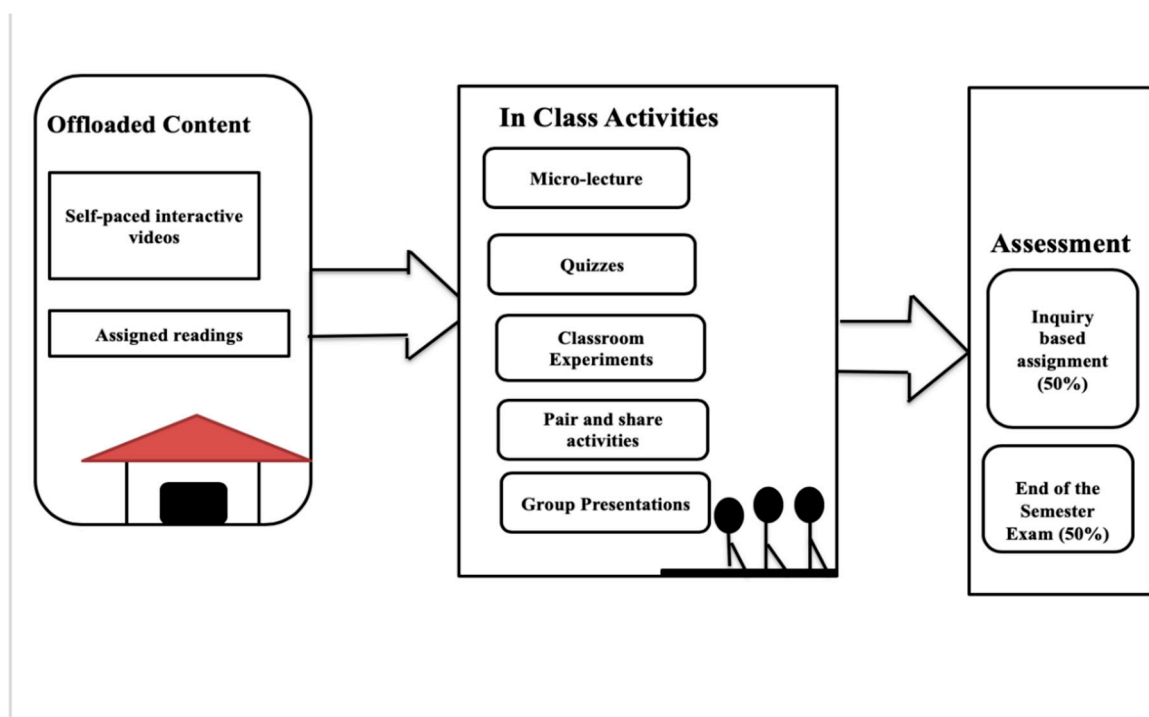 Offloaded Content
Self-paced interactive
videos
Assigned readings
In Class Activities
Micro-lecture
Quizzes
Classroom
Experiments
Pair and share
activities
Group Presentations
Assessment
Inquiry
based
assignment
(50%)
End of the
Semester
Exam (50%)